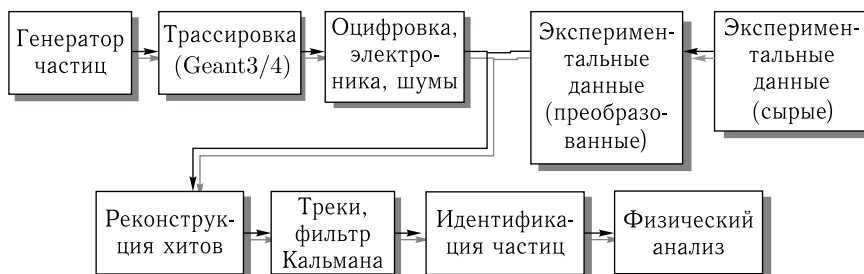 Генератор
частиц
Трассировка
(Geant3/4)
Оцифровка,
электро-
ника, шумы
Эксперимен-
тальные
данные
(преобразо-
ванные)
Эксперимен-
тальные
данные
(сырые)
Реконструк-
ция хитов
Треки,
фильтр
Кальмана
Идентифика-
ция частиц
Физический
анализ